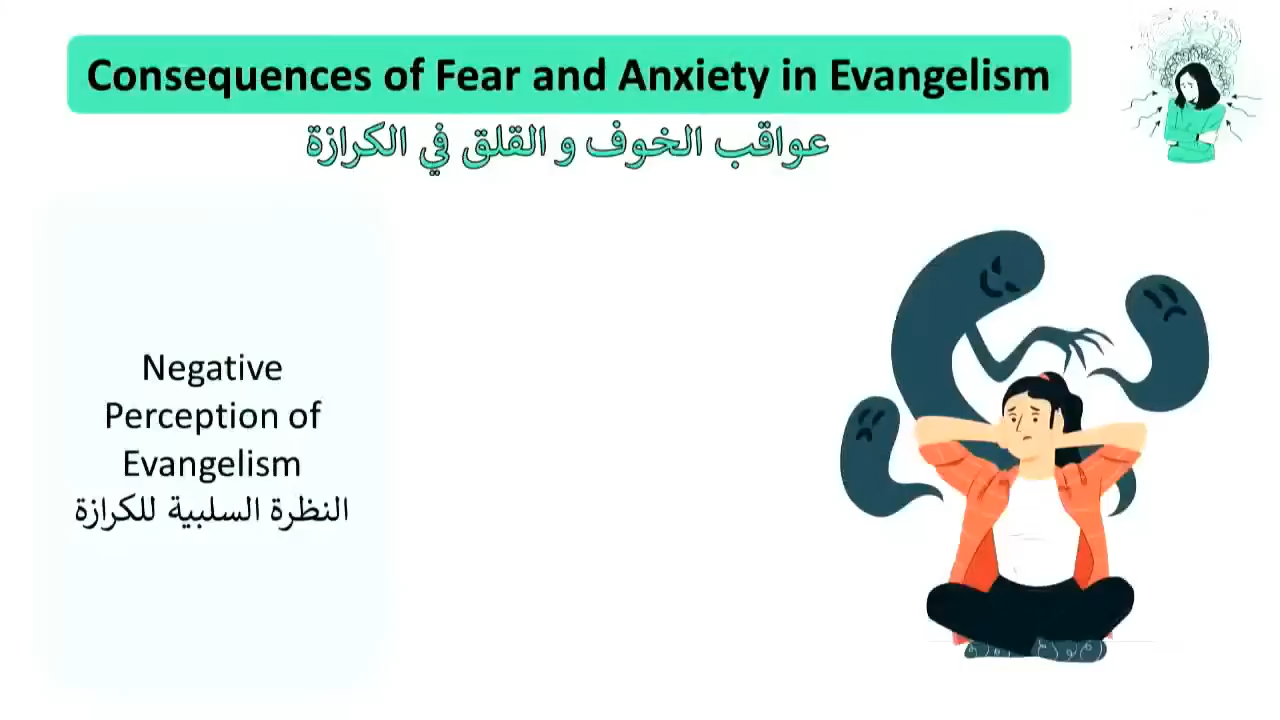 Consequences of Fear and Anxiety in Evangelism
عواقب الخوف و القلق في الكرازة
Negative
Perception of
Evangelism
النظرة السلبية للكرازة